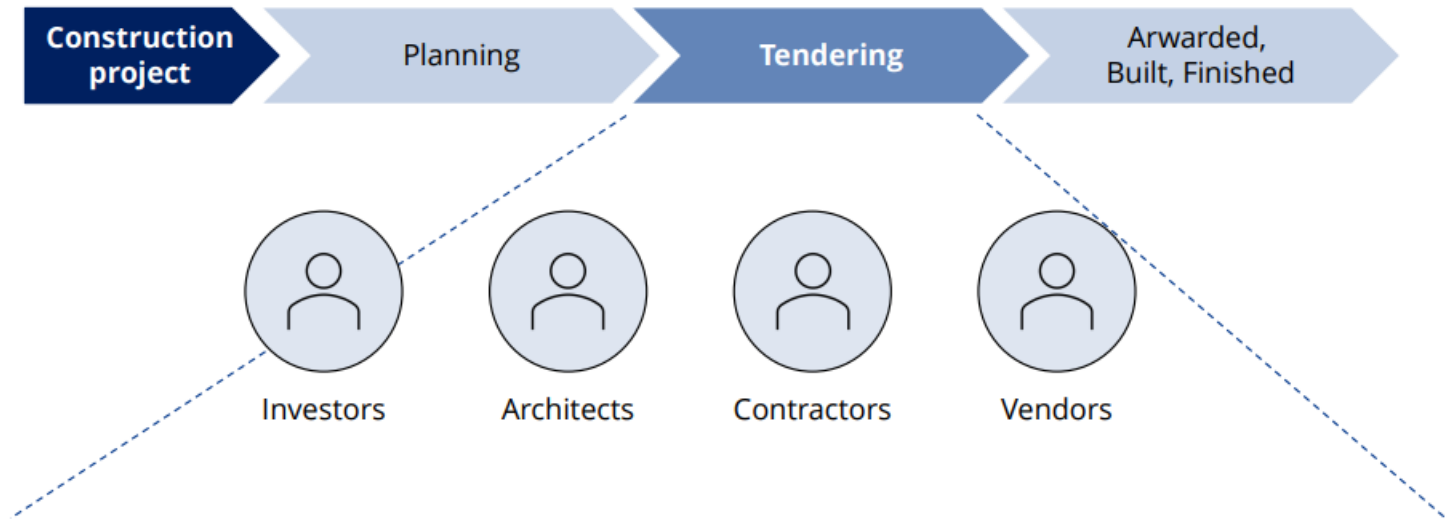 Construction
project
Planning
Tendering
Arwarded,
Built, Finished
Investors
Architects
Contractors
Vendors